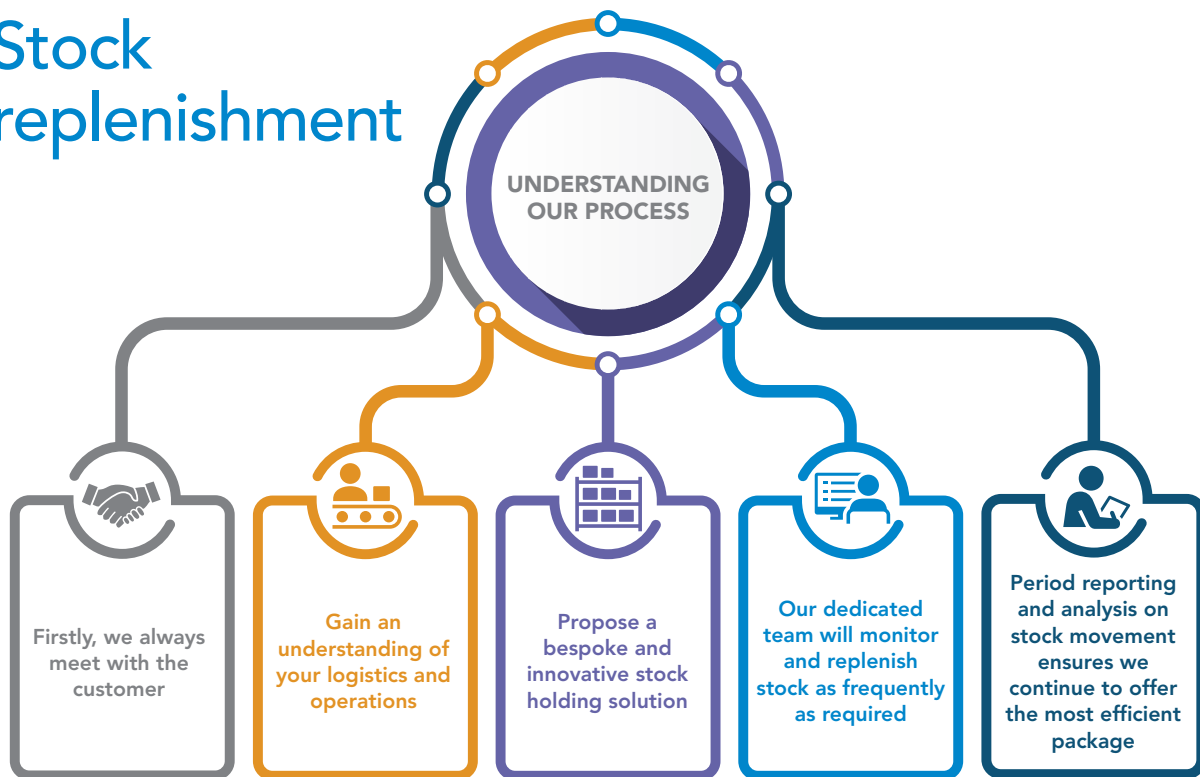 Stock
replenishment
UNDERSTANDING
OUR PROCESS
Firstly, we always
meet with the
customer
Gain an
understanding of
your logistics and
operations
Propose a
bespoke and
innovative stock
holding solution
Our dedicated
team will monitor
and replenish
stock as frequently
as required
Period reporting
and analysis on
stock movement
ensures we
continue to offer
the most efficient
package